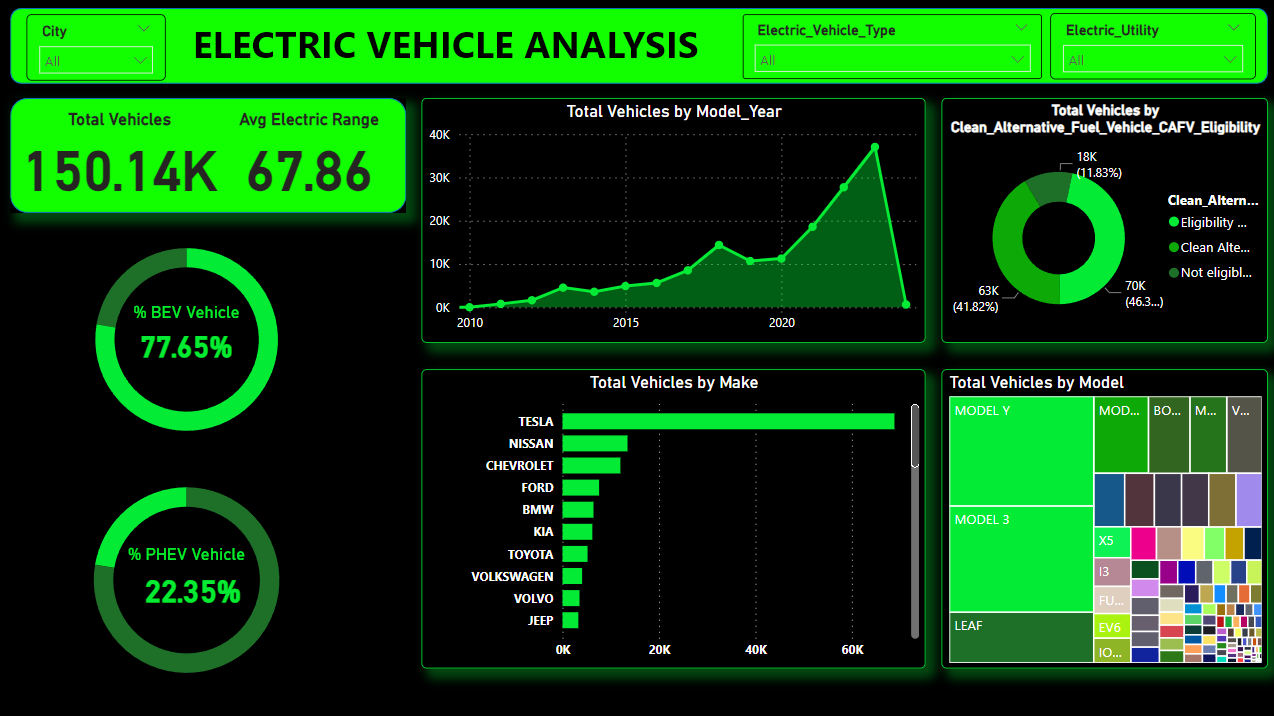 City
All
ELECTRIC VEHICLE ANALYSIS
Electric_Vehicle_Type
All
Electric_Utility
All
Total Vehicles
150.14K
Avg Electric Range
67.86
% BEV Vehicle
77.65%
% PHEV Vehicle
22.35%
Total Vehicles by Model_Year
40K
30K
20K
10K
0K
2010 2015 2020
Total Vehicles by
Clean_Alternative_Fuel_Vehicle_CAFV_Eligibility
18K
(11.83%)
63K
(41.82%)
70K
(46.3...)
Clean_Altern...
Eligibility ...
Clean Alte...
Not eligibl...
Total Vehicles by Make
TESLA
NISSAN
CHEVROLET
FORD
BMW
KIA
TOYOTA
VOLKSWAGEN
VOLVO
JEEP
0K 20K 40K 60K
Total Vehicles by Model
MODEL Y
MODEL 3
LEAF
MOD...
BO...
M...
V...
X5
I3
FU...
EV6
IO...